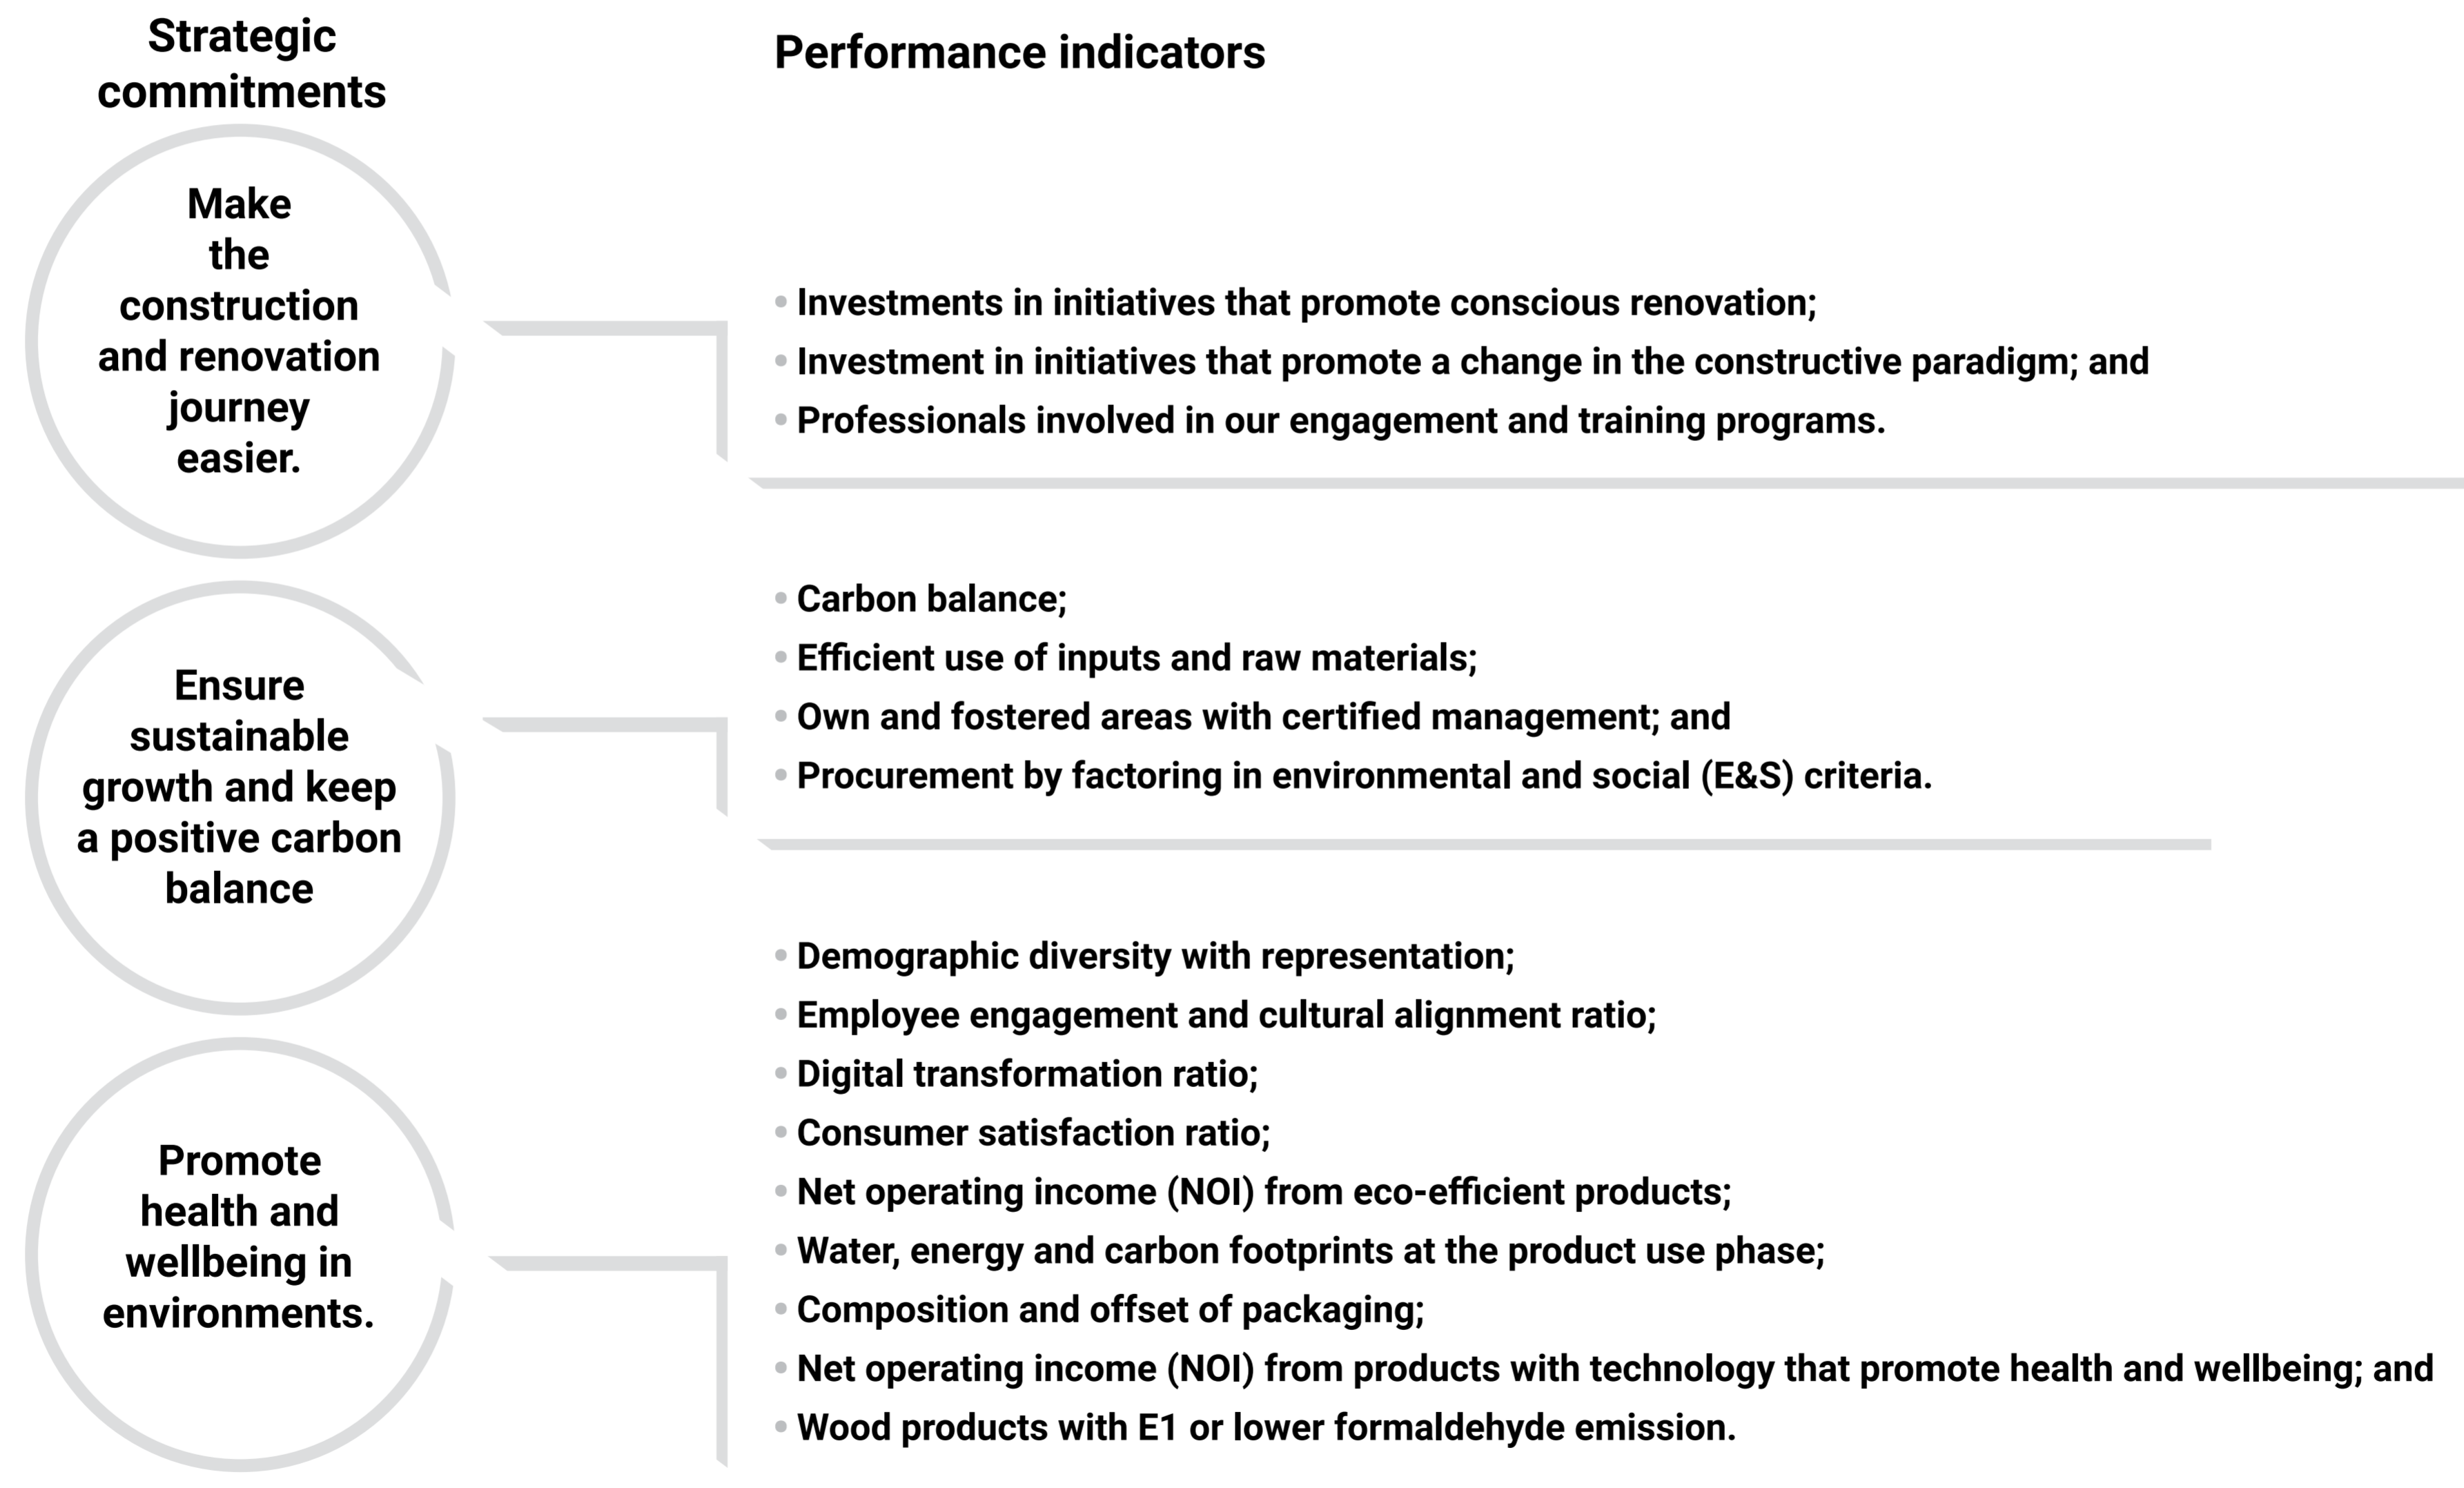 Strategic
commitments
Performance indicators
Make
the
construction
and renovation
journey
easier.
• Investments in initiatives that promote conscious renovation;
• Investment in initiatives that promote a change in the constructive paradigm; and
• Professionals involved in our engagement and training programs.
Ensure
sustainable
growth and keep
a positive carbon
balance
• Carbon balance;
• Efficient use of inputs and raw materials;
• Own and fostered areas with certified management; and
• Procurement by factoring in environmental and social (E&S) criteria.
Promote
health and
wellbeing in
environments.
• Demographic diversity with representation;
• Employee engagement and cultural alignment ratio;
• Digital transformation ratio;
• Consumer satisfaction ratio;
• Net operating income (NOI) from eco-efficient products;
• Water, energy and carbon footprints at the product use phase;
• Composition and offset of packaging;
• Net operating income (NOI) from products with technology that promote health and wellbeing; and
• Wood products with E1 or lower formaldehyde emission.